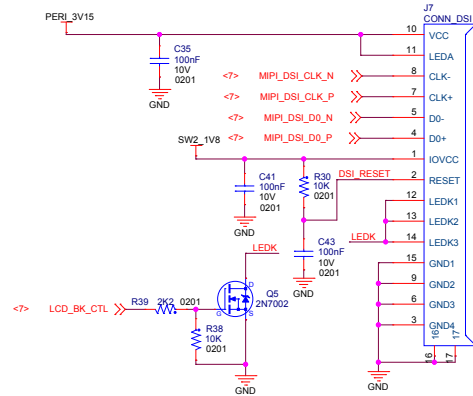 J7
CONN_DSI
PERI_3V15
10 VCC
11 LEDA
C35
100nF
10V
0201
GND
<7> MIPI_DSI_CLK_N 8 CLK-
<7> MIPI_DSI_CLK_P 7 CLK+
<7> MIPI_DSI_D0_N 5 D0-
<7> MIPI_DSI_D0_P 4 D0+
SW2_1V8
1 IOVCC
DSI_RESET 2 RESET
C41
100nF
10V
0201
GND
R30
10K
0201
LEDK
12 LEDK1
13 LEDK2
LEDK 14 LEDK3
C43
100nF
10V
0201
GND
15 GND1
9 GND2
6 GND3
3 GND4
16 17
16 17
GND
LEDK
Q5
2N7002
D
G
S
<7> LCD_BK_CTL
R39 2K2 0201
R38
10K
0201
GND